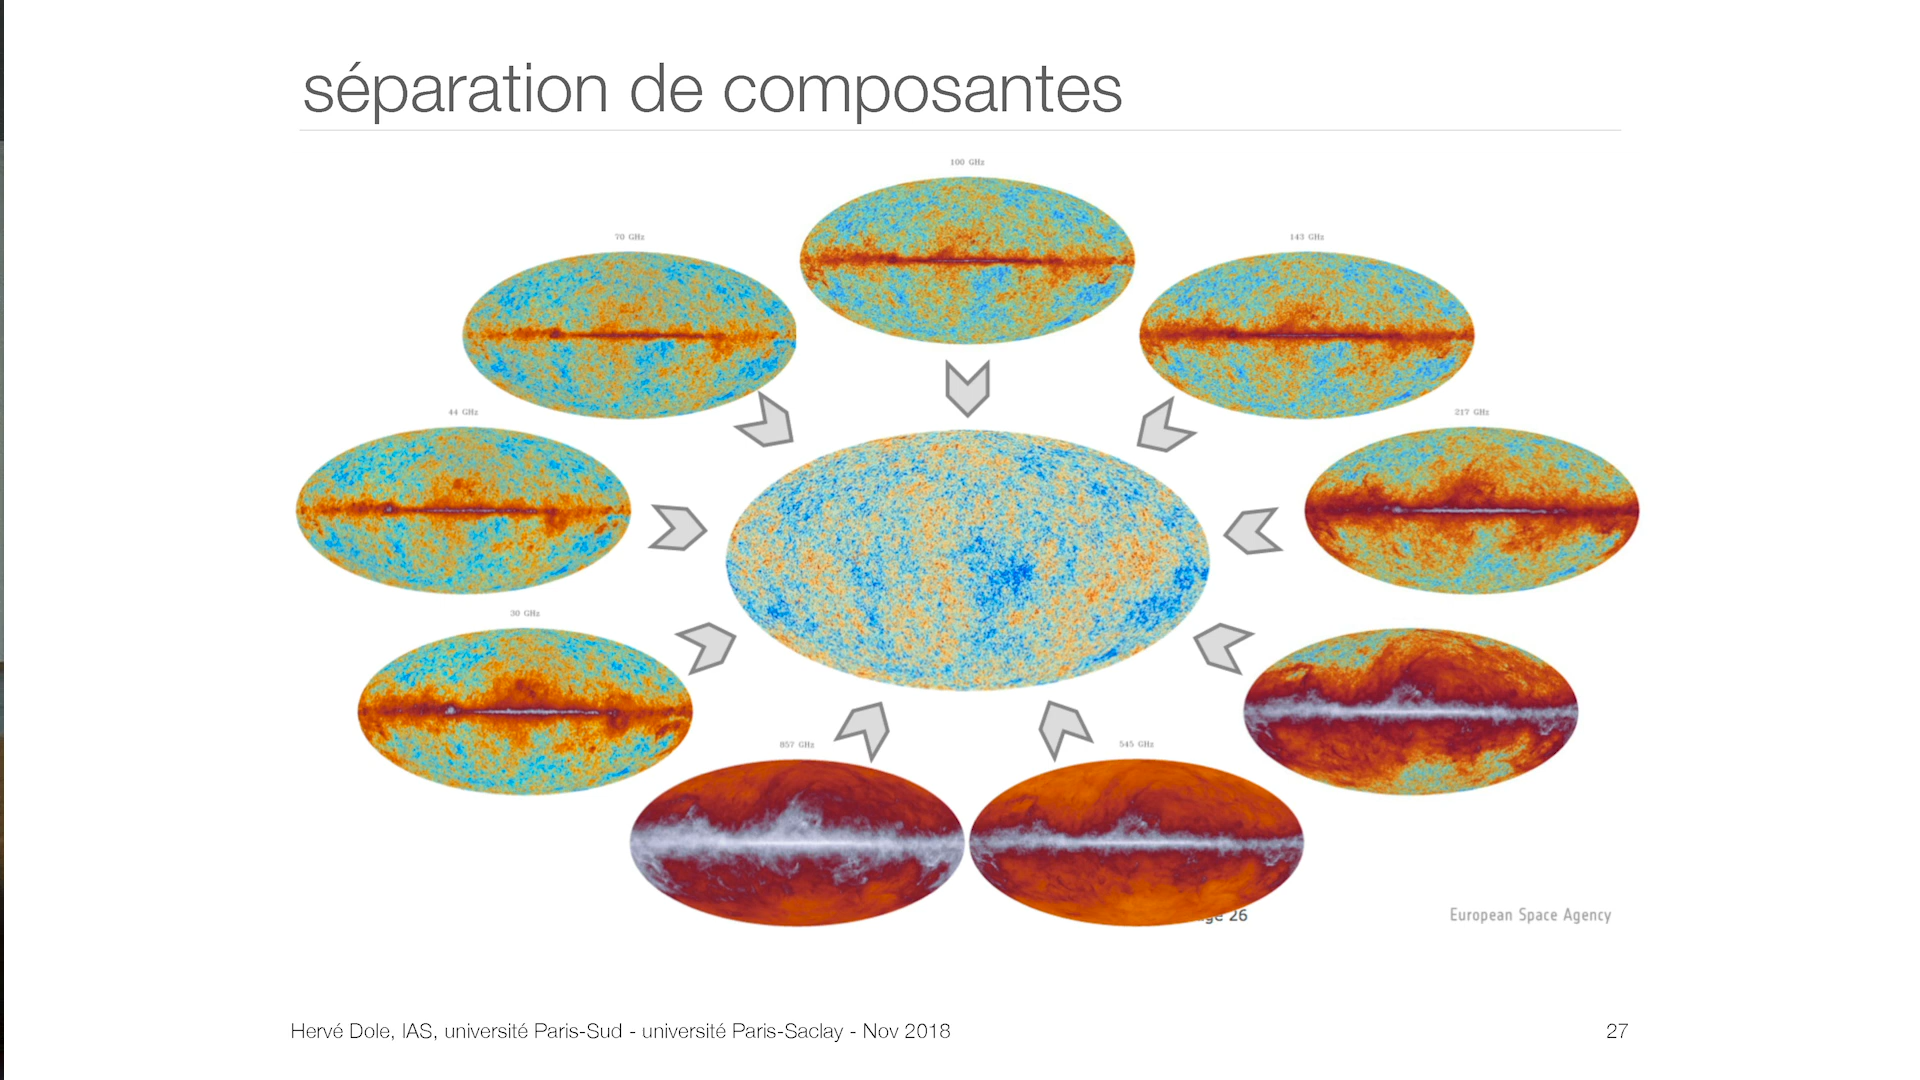 séparation de composantes
100 GHz
70 GHz
143 GHz
44 GHz
217 GHz
30 GHz
857 GHz
545 GHz
26
European Space Agency
Hervé Dole, IAS, université Paris-Sud - université Paris-Saclay - Nov 2018
27